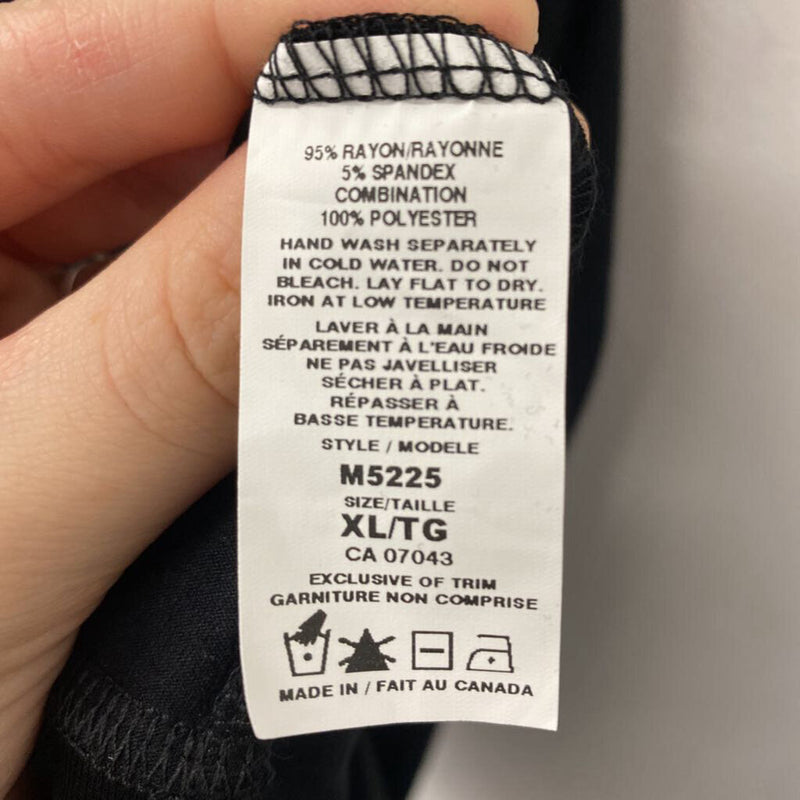 95% RAYON/RAYONNE
5% SPANDEX
COMBINATION
100% POLYESTER
HAND WASH SEPARATELY
IN COLD WATER. DO NOT
BLEACH. LAY FLAT TO DRY.
IRON AT LOW TEMPERATURE
LAVER À LA MAIN
SÉPAREMENT À L'EAU FROIDE
NE PAS JAVELLISER
SÉCHER À PLAT.
RÉPASSER À
BASSE TEMPERATURE.
STYLE / MODELE
M5225
SIZE/TAILLE
XL/TG
CA 07043
EXCLUSIVE OF TRIM
GARNITURE NON COMPRISE
MADE IN / FAIT AU CANADA